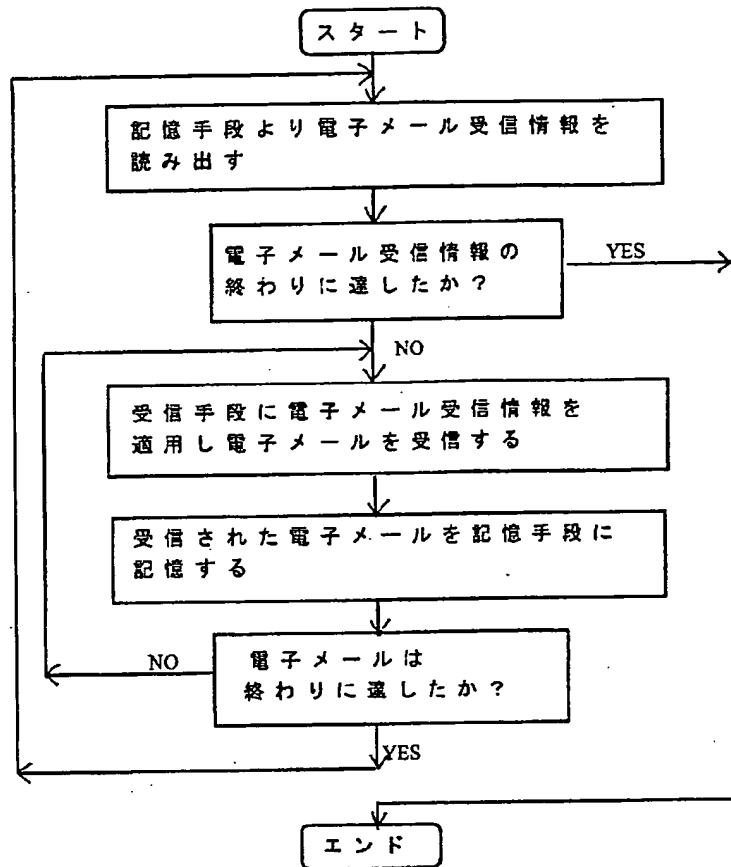 スタート
記憶手段より電子メール受信情報を
読み出す
電子メール受信情報の
終わりに達したか？
YES
NO
受信手段に電子メール受信情報を
適用し電子メールを受信する
受信された電子メールを記憶手段に
記憶する
NO
電子メールは
終わりに達したか？
YES
エンド